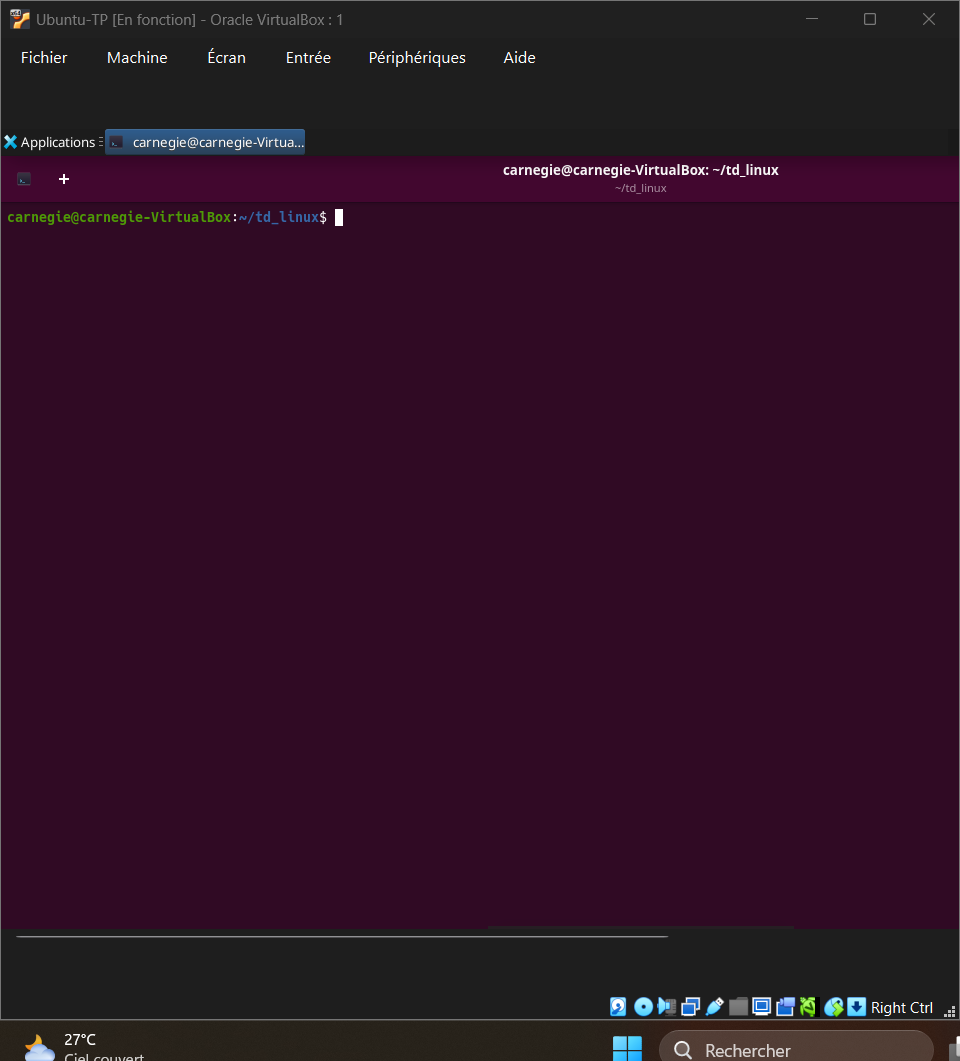 Ubuntu-TP [En fonction] - Oracle VirtualBox : 1
Fichier Machine Écran Entrée Périphériques Aide
Applications carnegie@carnegie-Virtua...
carnegie@carnegie-VirtualBox: ~/td_linux
~/td_linux
carnegie@carnegie-VirtualBox:~/td_linux$
Right Ctrl
27°C
Ciel couvert
Rechercher